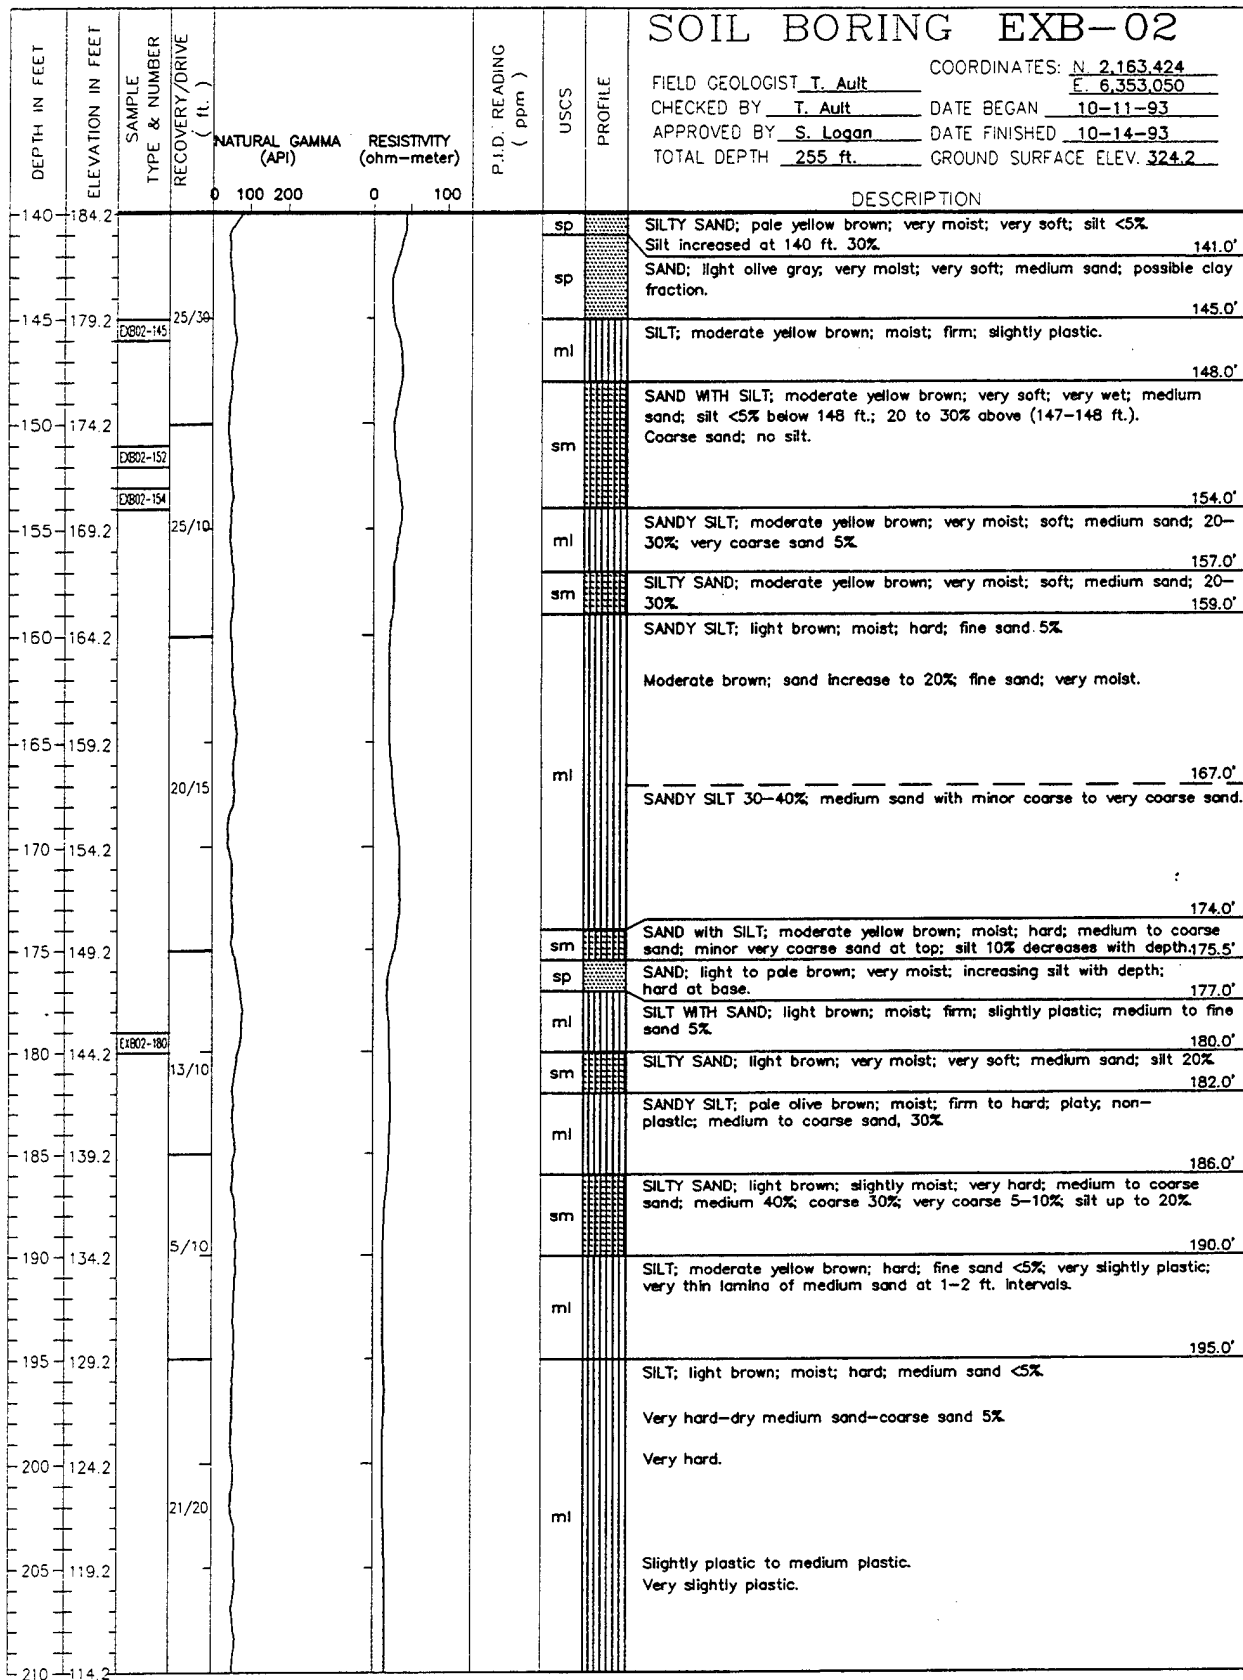 SOIL BORING EXB-02
COORDINATES: N. 2,163,424
FIELD GEOLOGIST T. Ault E. 6,353,050
CHECKED BY T. Ault DATE BEGAN 10-11-93
APPROVED BY S. Logan DATE FINISHED 10-14-93
TOTAL DEPTH 255 ft. GROUND SURFACE ELEV. 324.2
DEPTH IN FEET
ELEVATION IN FEET
SAMPLE
TYPE & NUMBER
RECOVERY/DRIVE
( ft. )
NATURAL GAMMA
(API)
0 100 200
RESISTIVITY
(ohm-meter)
0 100
P.I.D. READING
( ppm )
USCS
PROFILE
DESCRIPTION
140 184.2
sp SILTY SAND; pale yellow brown; very moist; very soft; silt <5%.
Silt increased at 140 ft. 30%. 141.0'
sp SAND; light olive gray; very moist; very soft; medium sand; possible clay
fraction.
145.0'
145 179.2 EXB02-145 25/30
ml SILT; moderate yellow brown; moist; firm; slightly plastic.
148.0'
SAND WITH SILT; moderate yellow brown; very soft; very wet; medium
sand; silt <5% below 148 ft.; 20 to 30% above (147-148 ft.).
150 174.2
sm Coarse sand; no silt.
EXB02-152
EXB02-154
154.0'
155 169.2 25/10
ml SANDY SILT; moderate yellow brown; very moist; soft; medium sand; 20-
30%; very coarse sand 5%.
157.0'
sm SILTY SAND; moderate yellow brown; very moist; soft; medium sand; 20-
30%. 159.0'
160 164.2
SANDY SILT; light brown; moist; hard; fine sand 5%.
Moderate brown; sand increase to 20%; fine sand; very moist.
165 159.2
ml 167.0'
20/15
SANDY SILT 30-40%; medium sand with minor coarse to very coarse sand.
170 154.2
174.0'
175 149.2
sm SAND with SILT; moderate yellow brown; moist; hard; medium to coarse
sand; minor very coarse sand at top; silt 10% decreases with depth. 175.5'
sp SAND; light to pale brown; very moist; increasing silt with depth;
hard at base. 177.0'
ml SILT WITH SAND; light brown; moist; firm; slightly plastic; medium to fine
sand 5%.
180.0'
EXB02-180
180 144.2 13/10
sm SILTY SAND; light brown; very moist; very soft; medium sand; silt 20%.
182.0'
ml SANDY SILT; pale olive brown; moist; firm to hard; platy; non-
plastic; medium to coarse sand, 30%.
185 139.2
186.0'
sm SILTY SAND; light brown; slightly moist; very hard; medium to coarse
sand; medium 40%; coarse 30%; very coarse 5-10%; silt up to 20%.
5/10
190.0'
190 134.2
ml SILT; moderate yellow brown; hard; fine sand <5%; very slightly plastic;
very thin lamina of medium sand at 1-2 ft. intervals.
195.0'
195 129.2
SILT; light brown; moist; hard; medium sand <5%.
Very hard-dry medium sand-coarse sand 5%.
200 124.2
Very hard.
21/20
ml
205 119.2
Slightly plastic to medium plastic.
Very slightly plastic.
210 114.2